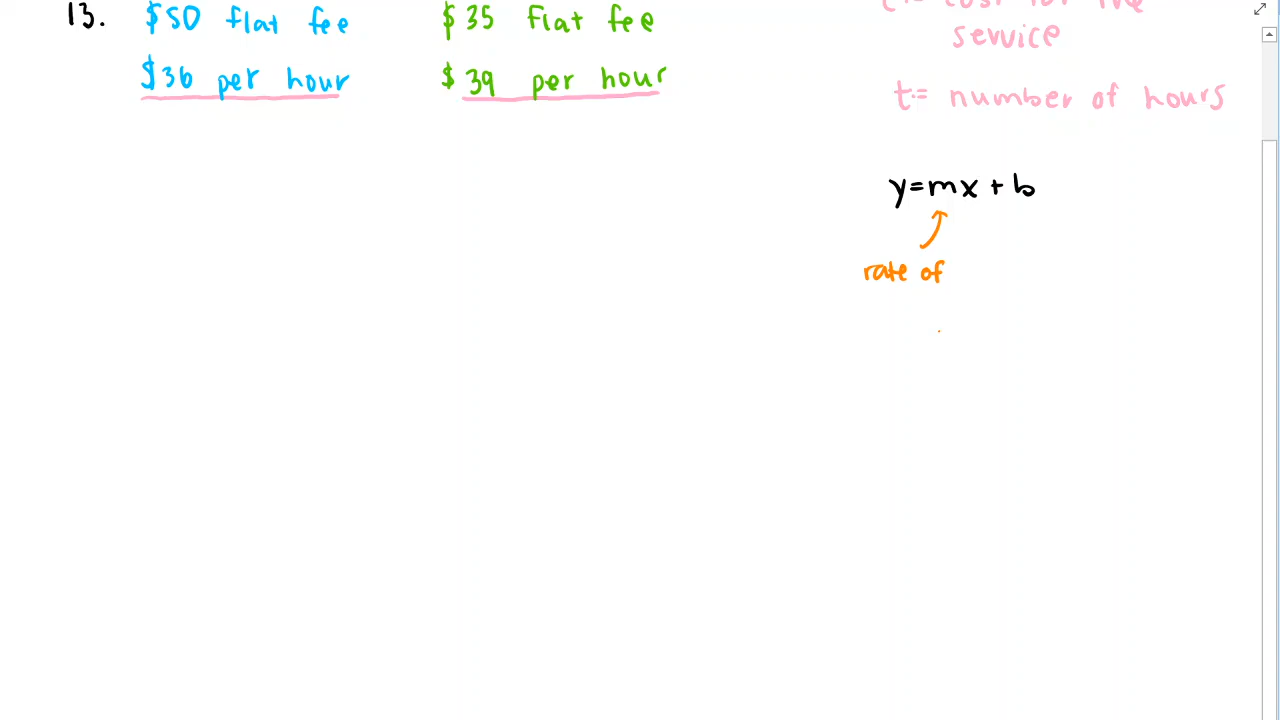 13. $50 flat fee $35 Flat fee
service
$36 per hour $39 per hour
t= number of hours
y=mx+b
rate of